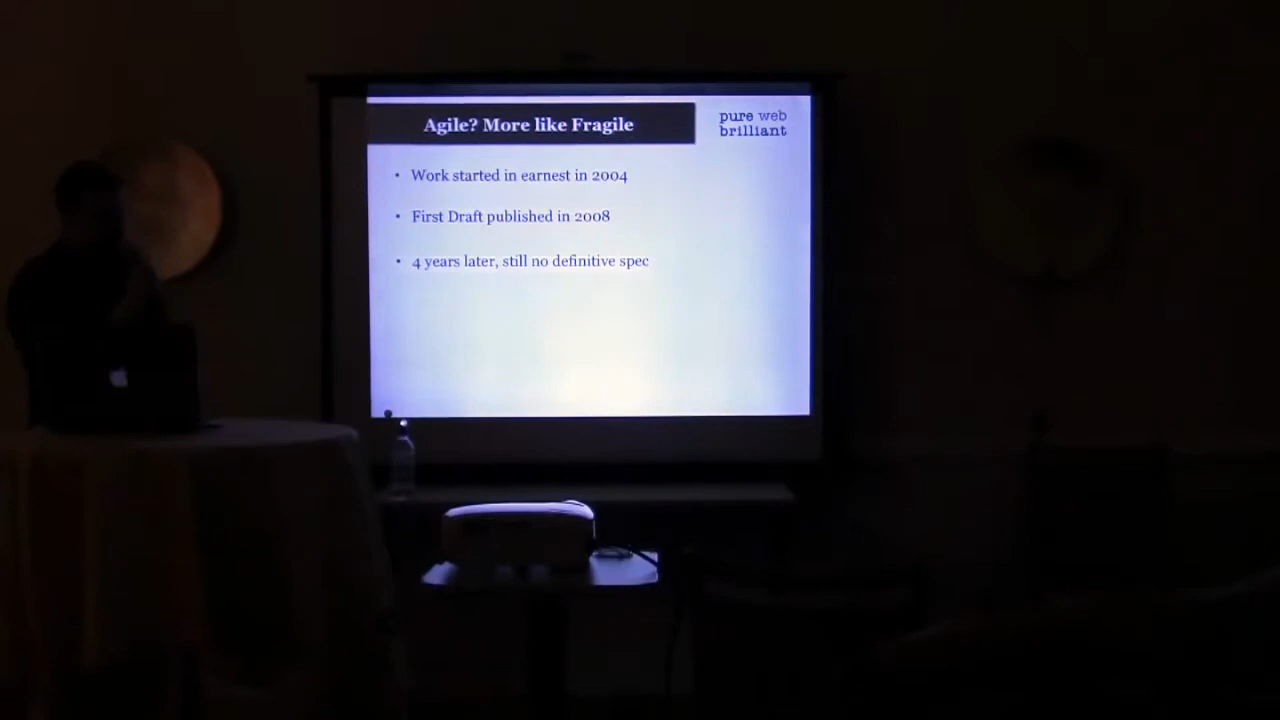 Agile? More like Fragile
pure web
brilliant
• Work started in earnest in 2004
• First Draft published in 2008
• 4 years later, still no definitive spec